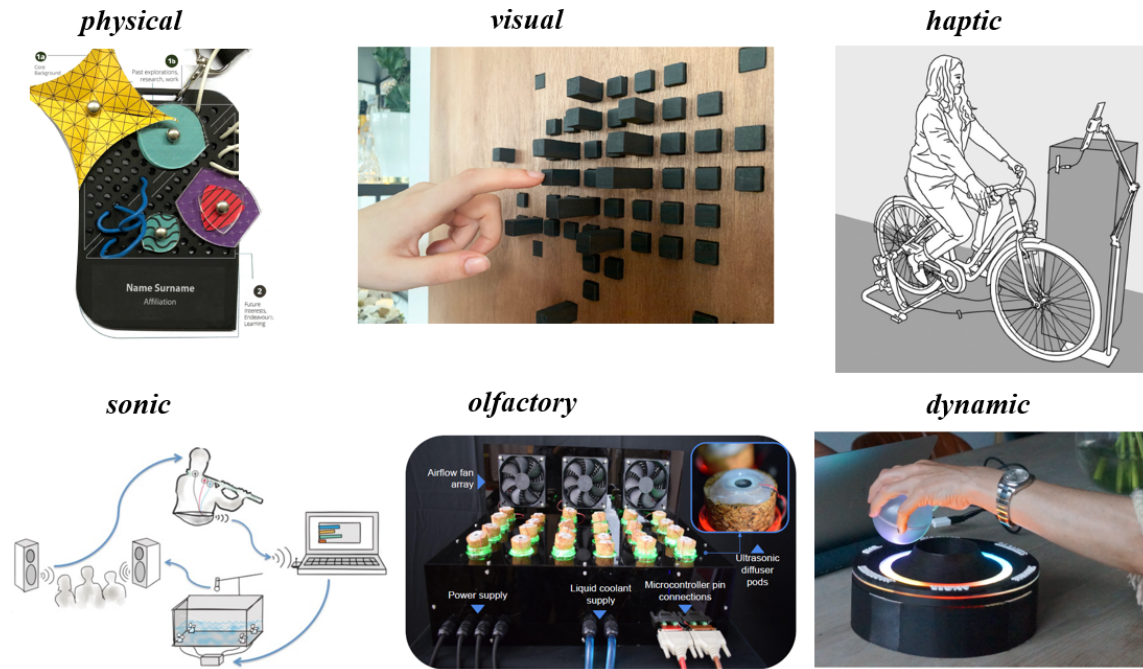 physical
visual
haptic
1a
Core
Background
1b
Past explorations,
research, work
Name Surname
Affiliation
2
Future
Interests,
Endeavours,
Learning
sonic
olfactory
dynamic
Airflow fan
array
Ultrasonic
diffuser
pods
Power supply
Liquid coolant
supply
Microcontroller pin
connections